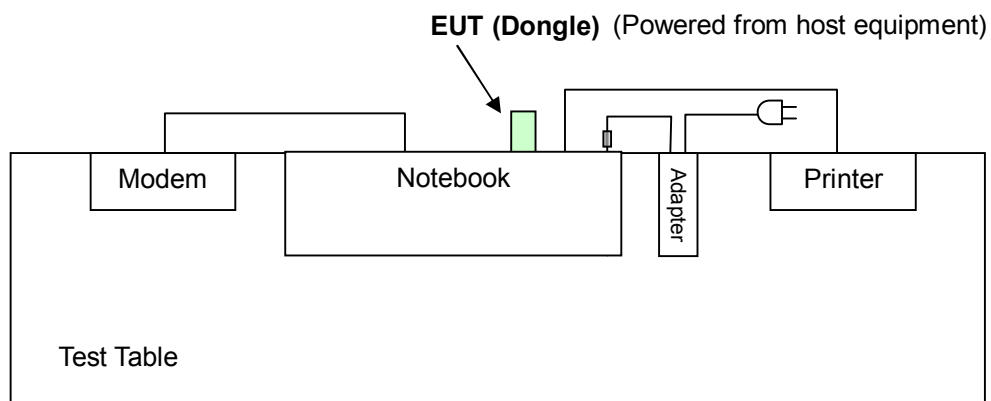 EUT (Dongle) (Powered from host equipment)
Modem
Notebook
Adapter
Printer
Test Table